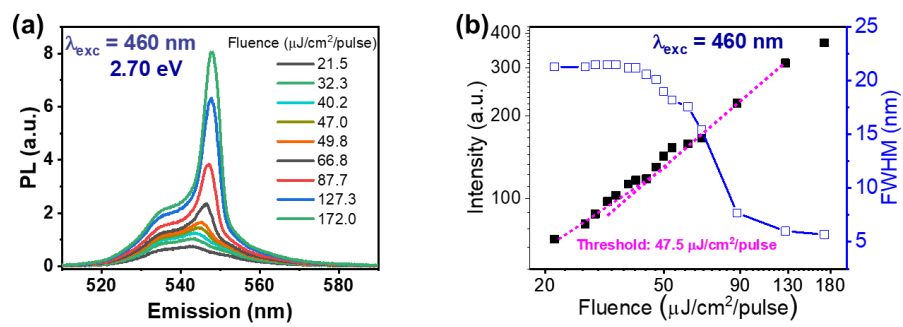 (a)
λexc = 460 nm
2.70 eV
Fluence (μJ/cm²/pulse)
21.5
32.3
40.2
47.0
49.8
66.8
87.7
127.3
172.0
PL (a.u.)
8
6
4
2
0
520 540 560 580
Emission (nm)
(b)
λexc = 460 nm
Intensity (a.u.)
400
300
200
100
Threshold: 47.5 μJ/cm²/pulse
20 50 90 130 180
Fluence (μJ/cm²/pulse)
25
20
15
10
5
FWHM (nm)